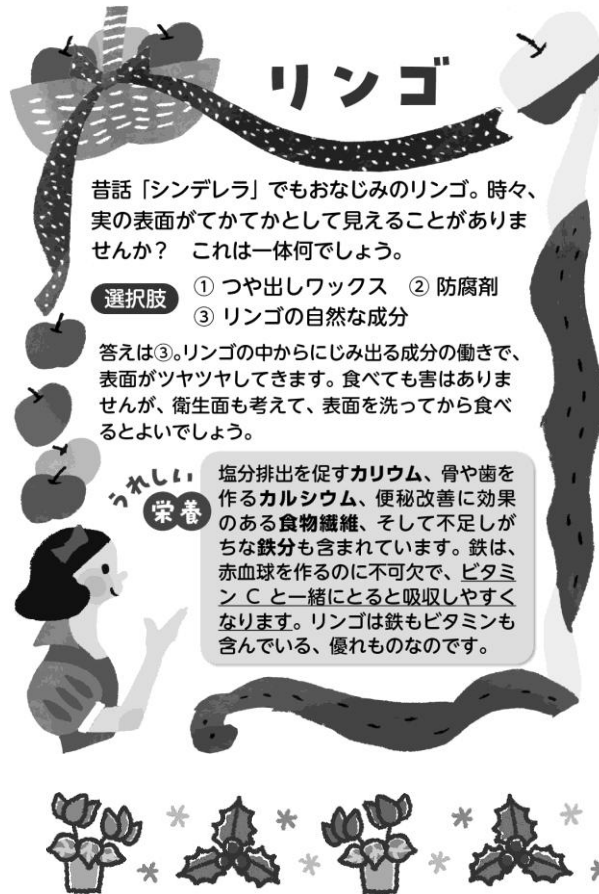 リンゴ
昔話「シンデレラ」でもおなじみのリンゴ。時々、
実の表面がてかてかとして見えることがありま
せんか？　これは一体何でしょう。
選択肢　① つや出しワックス　② 防腐剤
③ リンゴの自然な成分
答えは③。リンゴの中からにじみ出る成分の働きで、
表面がツヤツヤしてきます。食べても害はありま
せんが、衛生面も考えて、表面を洗ってから食べ
るとよいでしょう。
うれしい
栄養
塩分排出を促すカリウム、骨や歯を
作るカルシウム、便秘改善に効果
のある食物繊維、そして不足しが
ちな鉄分も含まれています。鉄は、
赤血球を作るのに不可欠で、ビタミ
ン C と一緒にとると吸収しやすく
なります。リンゴは鉄もビタミンも
含んでいる、優れものなのです。